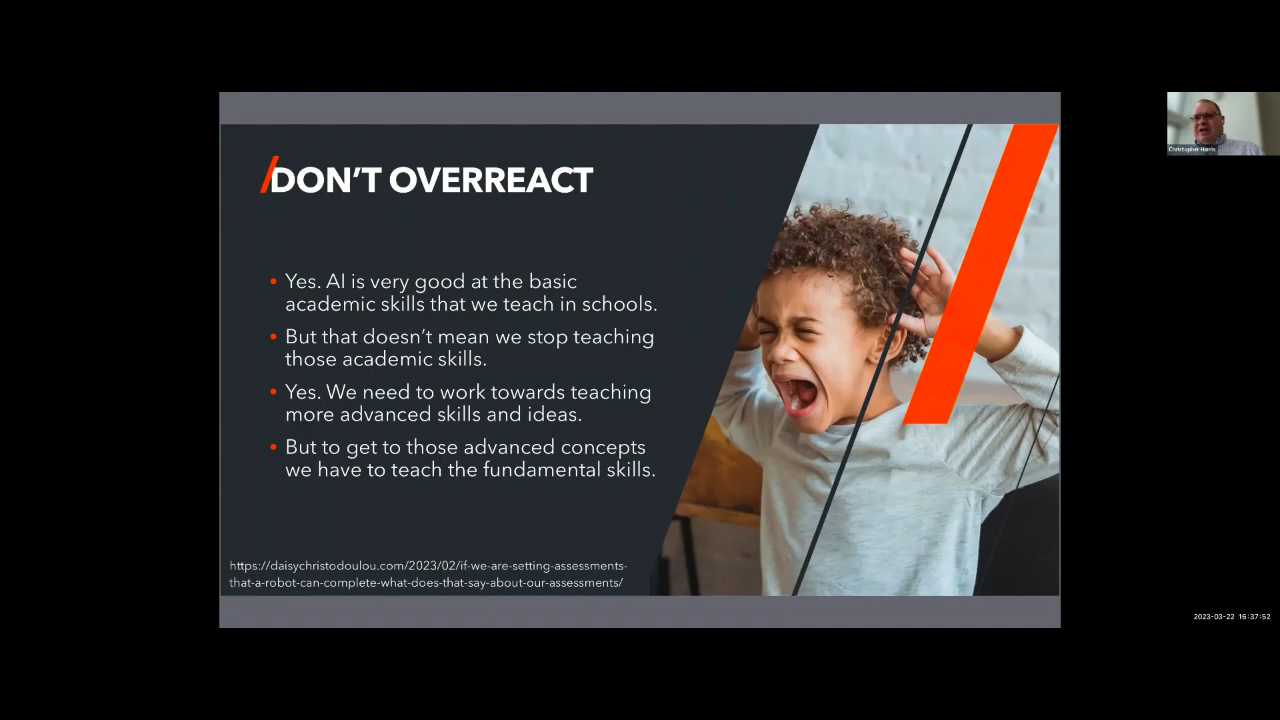 DON'T OVERREACT
• Yes. AI is very good at the basic
academic skills that we teach in schools.
• But that doesn't mean we stop teaching
those academic skills.
• Yes. We need to work towards teaching
more advanced skills and ideas.
• But to get to those advanced concepts
we have to teach the fundamental skills.
https://daisychristodoulou.com/2023/02/if-we-are-setting-assessments-
that-a-robot-can-complete-what-does-that-say-about-our-assessments/
Christopher Harris
2023-03-22 16:37:52